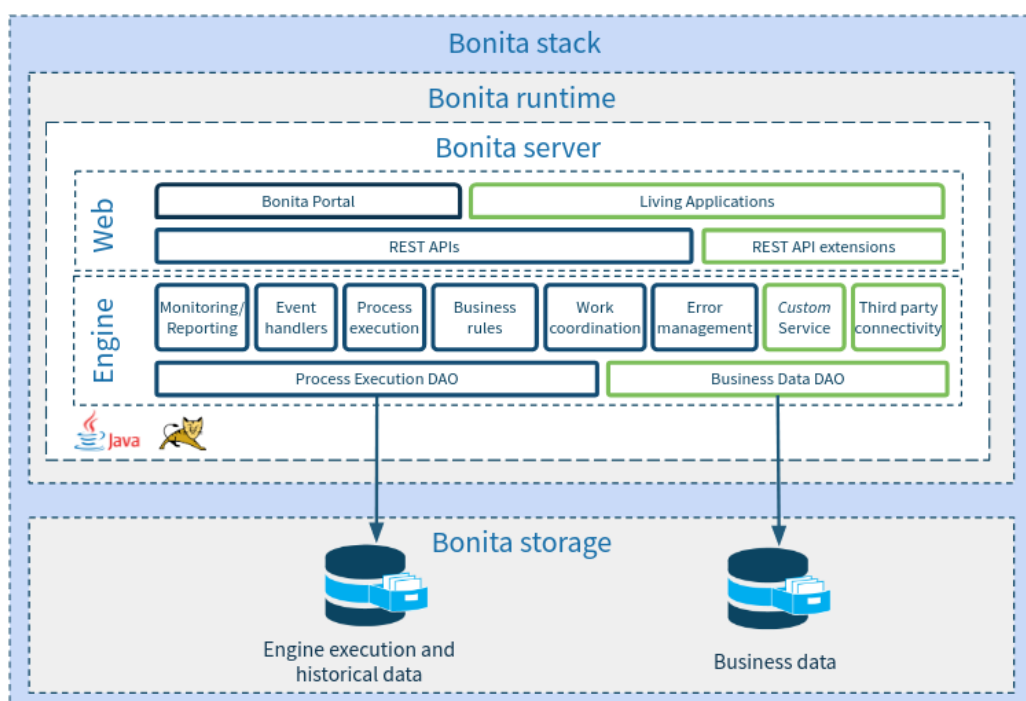 Bonita stack
Bonita runtime
Bonita server
Web
Bonita Portal
Living Applications
REST APIs
REST API extensions
Engine
Monitoring/
Reporting
Event
handlers
Process
execution
Business
rules
Work
coordination
Error
management
Custom
Service
Third party
connectivity
Process Execution DAO
Business Data DAO
Java
Bonita storage
Engine execution and
historical data
Business data